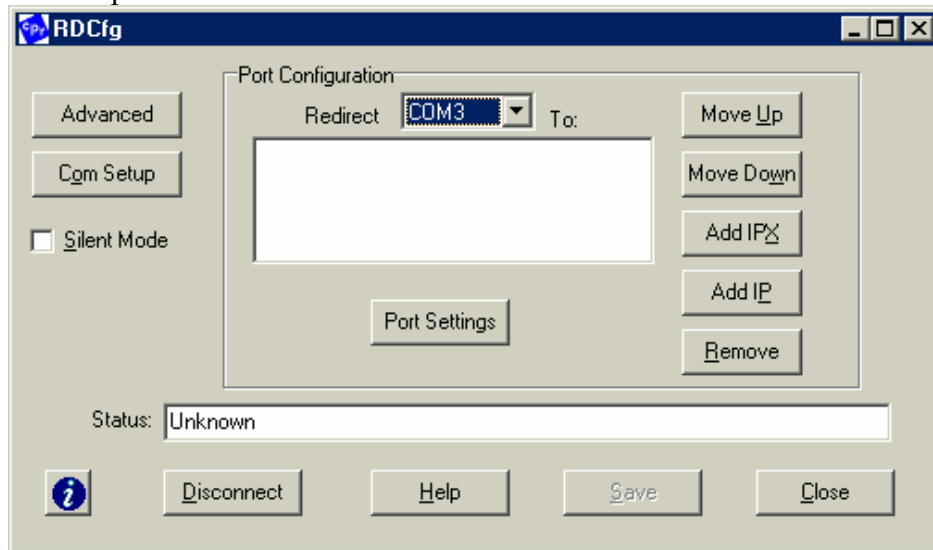 cpr RDCfg
Port Configuration
Advanced
Redirect COM3 To:
Move Up
Com Setup
Move Down
Silent Mode
Add IPX
Add IP
Port Settings
Remove
Status: Unknown
i Disconnect Help Save Close